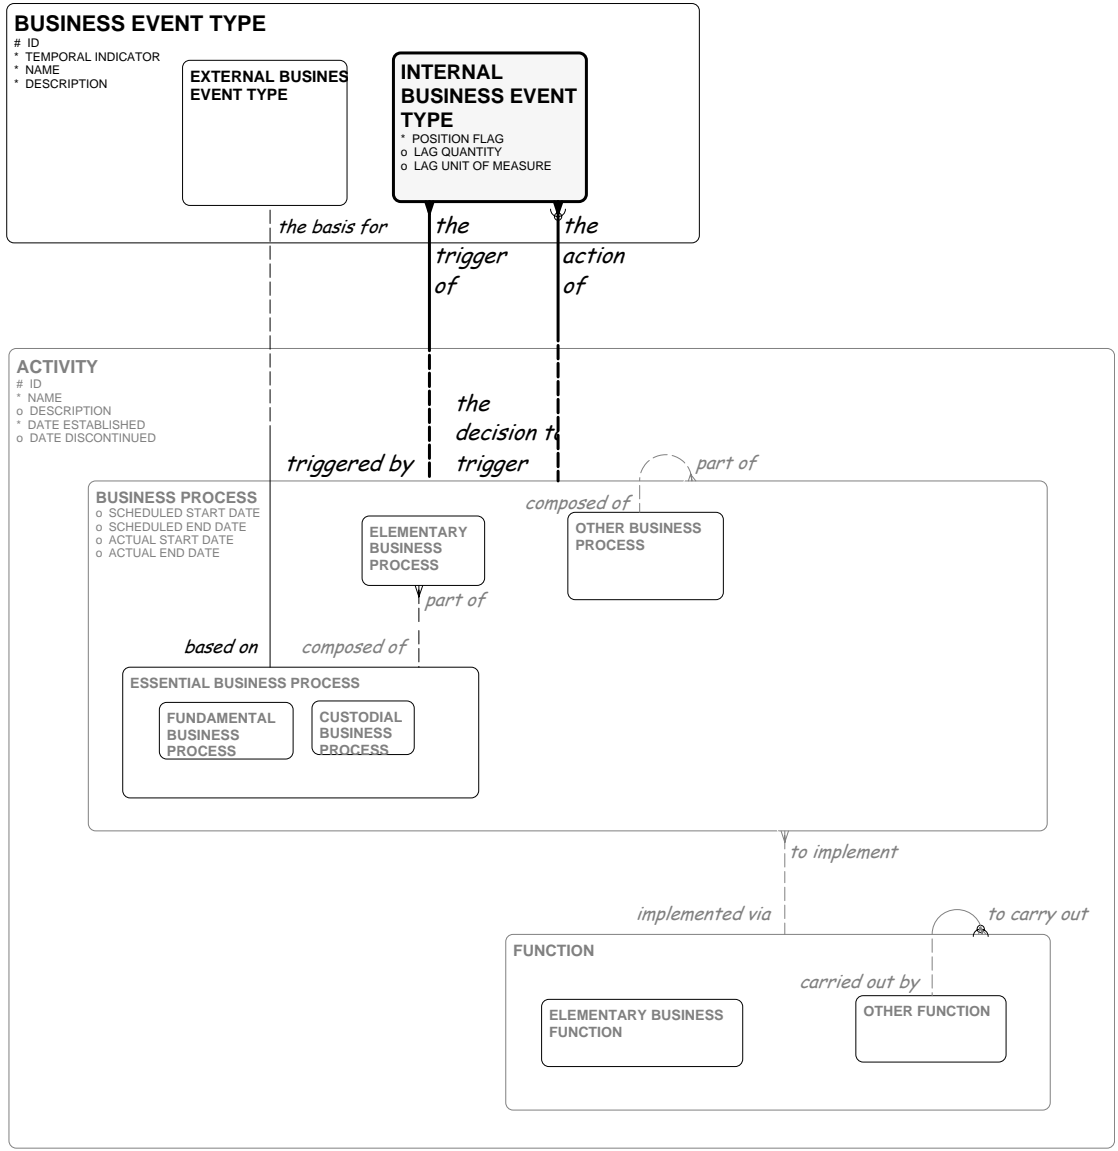 BUSINESS EVENT TYPE
# ID
* TEMPORAL INDICATOR
* NAME
* DESCRIPTION
EXTERNAL BUSINES
EVENT TYPE
INTERNAL
BUSINESS EVENT
TYPE
* POSITION FLAG
o LAG QUANTITY
o LAG UNIT OF MEASURE
the basis for
the
trigger
of
the
action
of
ACTIVITY
# ID
* NAME
o DESCRIPTION
* DATE ESTABLISHED
o DATE DISCONTINUED
triggered by
the
decision to
trigger
part of
composed of
BUSINESS PROCESS
o SCHEDULED START DATE
o SCHEDULED END DATE
o ACTUAL START DATE
o ACTUAL END DATE
ELEMENTARY
BUSINESS
PROCESS
OTHER BUSINESS
PROCESS
part of
based on
composed of
ESSENTIAL BUSINESS PROCESS
FUNDAMENTAL
BUSINESS
PROCESS
CUSTODIAL
BUSINESS
PROCESS
to implement
implemented via
to carry out
FUNCTION
carried out by
ELEMENTARY BUSINESS
FUNCTION
OTHER FUNCTION